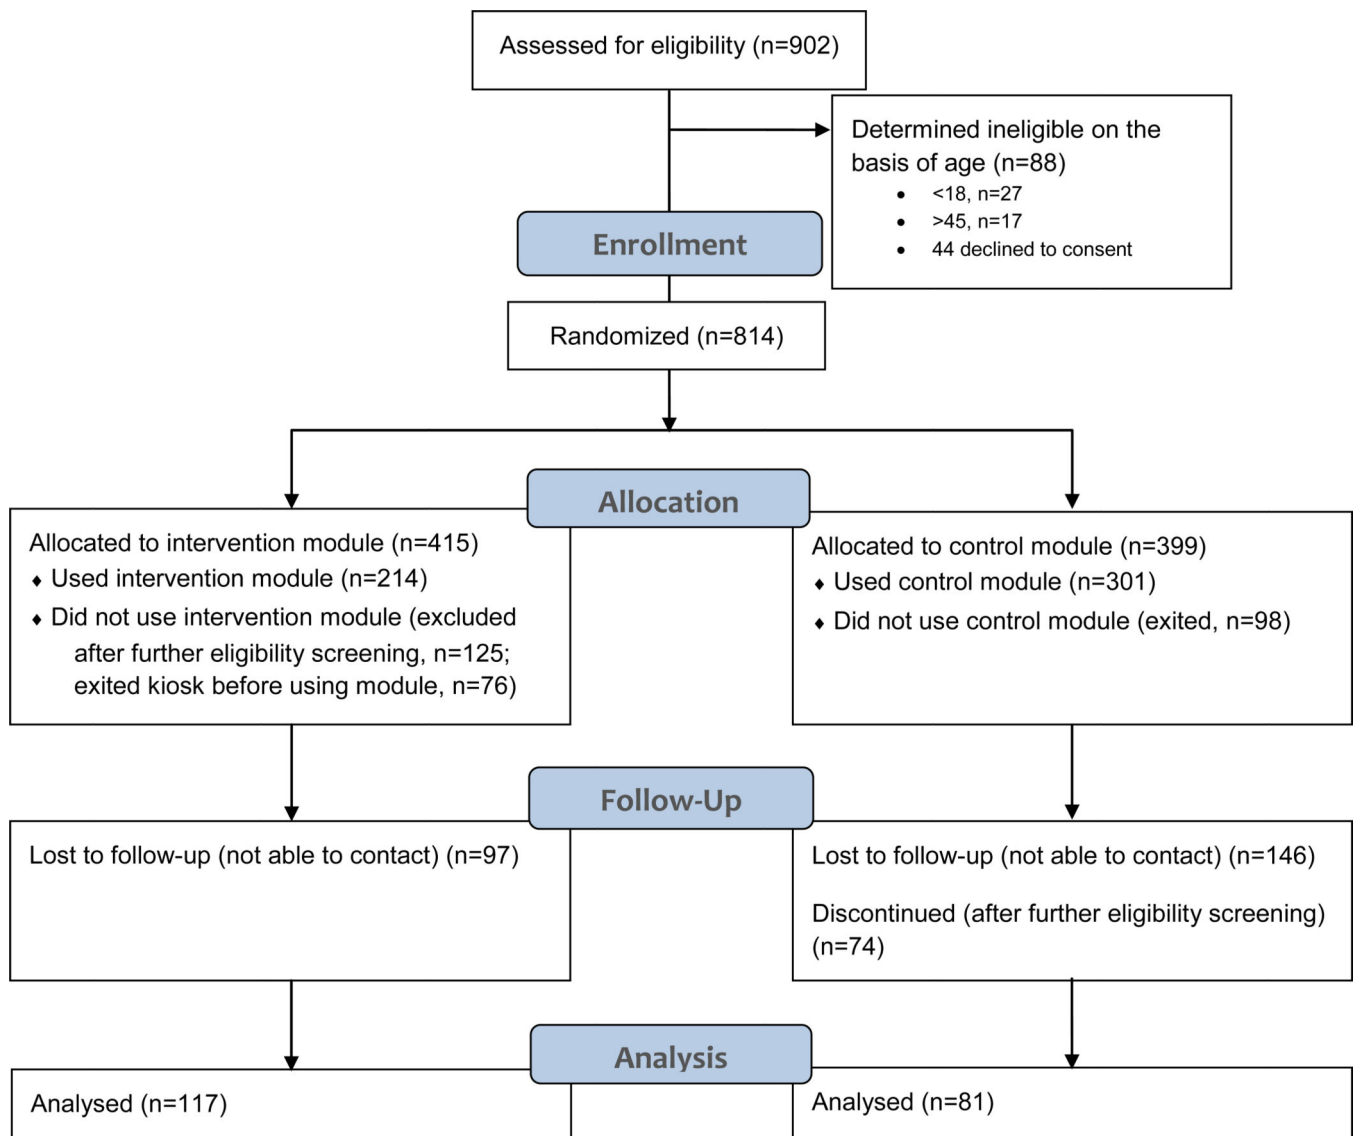 Assessed for eligibility (n=902)
Determined ineligible on the
basis of age (n=88)
• <18, n=27
• >45, n=17
• 44 declined to consent
Enrollment
Randomized (n=814)
Allocation
Allocated to intervention module (n=415)
♦ Used intervention module (n=214)
♦ Did not use intervention module (excluded
after further eligibility screening, n=125;
exited kiosk before using module, n=76)
Allocated to control module (n=399)
♦ Used control module (n=301)
♦ Did not use control module (exited, n=98)
Follow-Up
Lost to follow-up (not able to contact) (n=97)
Lost to follow-up (not able to contact) (n=146)
Discontinued (after further eligibility screening)
(n=74)
Analysis
Analysed (n=117)
Analysed (n=81)